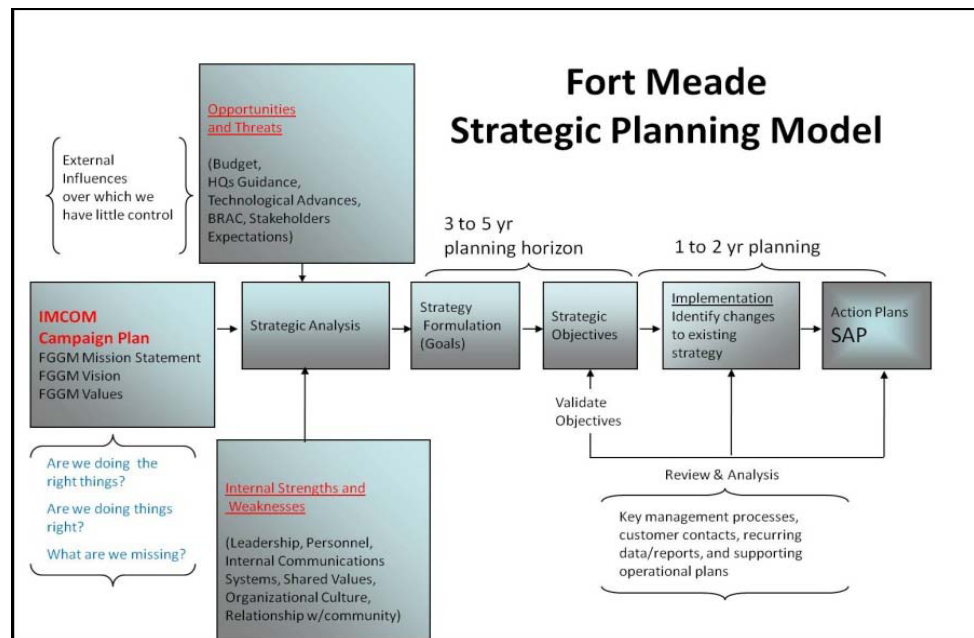 Fort Meade
Strategic Planning Model
Opportunities
and Threats
(Budget,
HQs Guidance,
Technological Advances,
BRAC, Stakeholders
Expectations)
External
Influences
over which we
have little control
3 to 5 yr
planning horizon
1 to 2 yr planning
IMCOM
Campaign Plan
FGGM Mission Statement
FGGM Vision
FGGM Values
Strategic Analysis
Strategy
Formulation
(Goals)
Strategic
Objectives
Implementation
Identify changes
to existing
strategy
Action Plans
SAP
Validate
Objectives
Are we doing the
right things?
Are we doing things
right?
What are we missing?
Internal Strengths and
Weaknesses
(Leadership, Personnel,
Internal Communications
Systems, Shared Values,
Organizational Culture,
Relationship w/community)
Review & Analysis
Key management processes,
customer contacts, recurring
data/reports, and supporting
operational plans